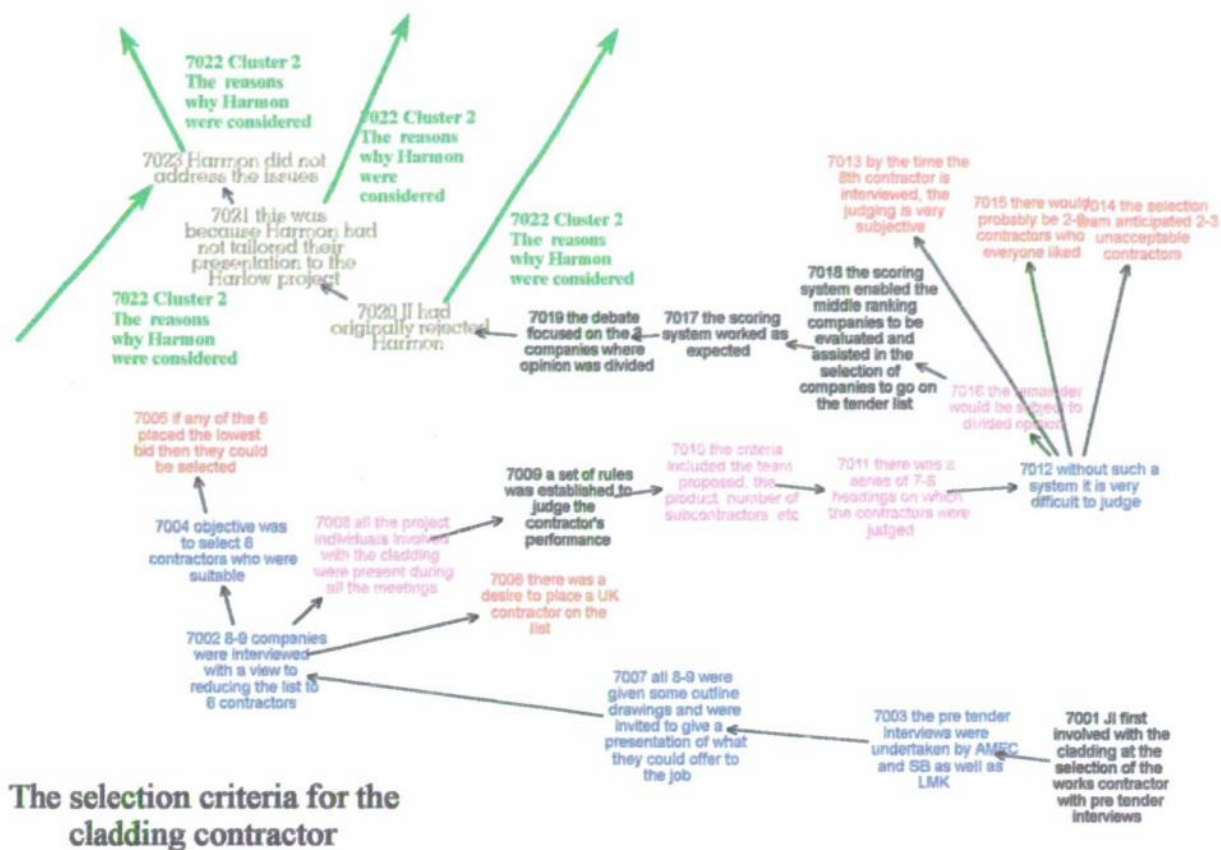 7022 Cluster 2
The reasons
why Harmon
were considered
7022 Cluster 2
The reasons
why Harmon
were
considered
7023 Harmon did not
address the issues
7021 this was
because Harmon had
not tailored their
presentation to the
Harlow project
7022 Cluster 2
The reasons
why Harmon
were considered
7022 Cluster 2
The reasons
why Harmon
were considered
7020 JI had
originally rejected
Harmon
7019 the debate
focused on the
companies where
opinion was divided
7017 the scoring
system worked as
expected
7018 the scoring
system enabled the
middle ranking
companies to be
evaluated and
assisted in the
selection of
companies to go on
the tender list
7013 by the time the
8th contractor is
interviewed, the
judging is very
subjective
7015 there would
probably be
contractors who
everyone liked
7014 the selection
team anticipated 2-3
unacceptable
contractors
7016 the remainder
would be subject to
divided opinion
7005 if any of the 6
placed the lowest
bid then they could
be selected
7004 objective was
to select 6
contractors who were
suitable
7008 all the project
individuals involved
with the cladding
were present during
all the meetings
7009 a set of rules
was established to
judge the
contractor's
performance
7010 the criteria
included the team
proposed, the
product, number of
subcontractors etc
7011 there was a
series of 7-8
headings on which
the contractors were
judged
7012 without such a
system it is very
difficult to judge
7006 there was a
desire to place a UK
contractor on the
list
7002 8-9 companies
were interviewed
with a view to
reducing the list to
6 contractors
7007 all 8-9 were
given some outline
drawings and were
invited to give a
presentation of what
they could offer to
the job
7003 the pre tender
interviews were
undertaken by AMEC
and SB as well as
LMK
7001 JI first
involved with the
cladding at the
selection of the
works contractor
with pre tender
interviews
The selection criteria for the
cladding contractor